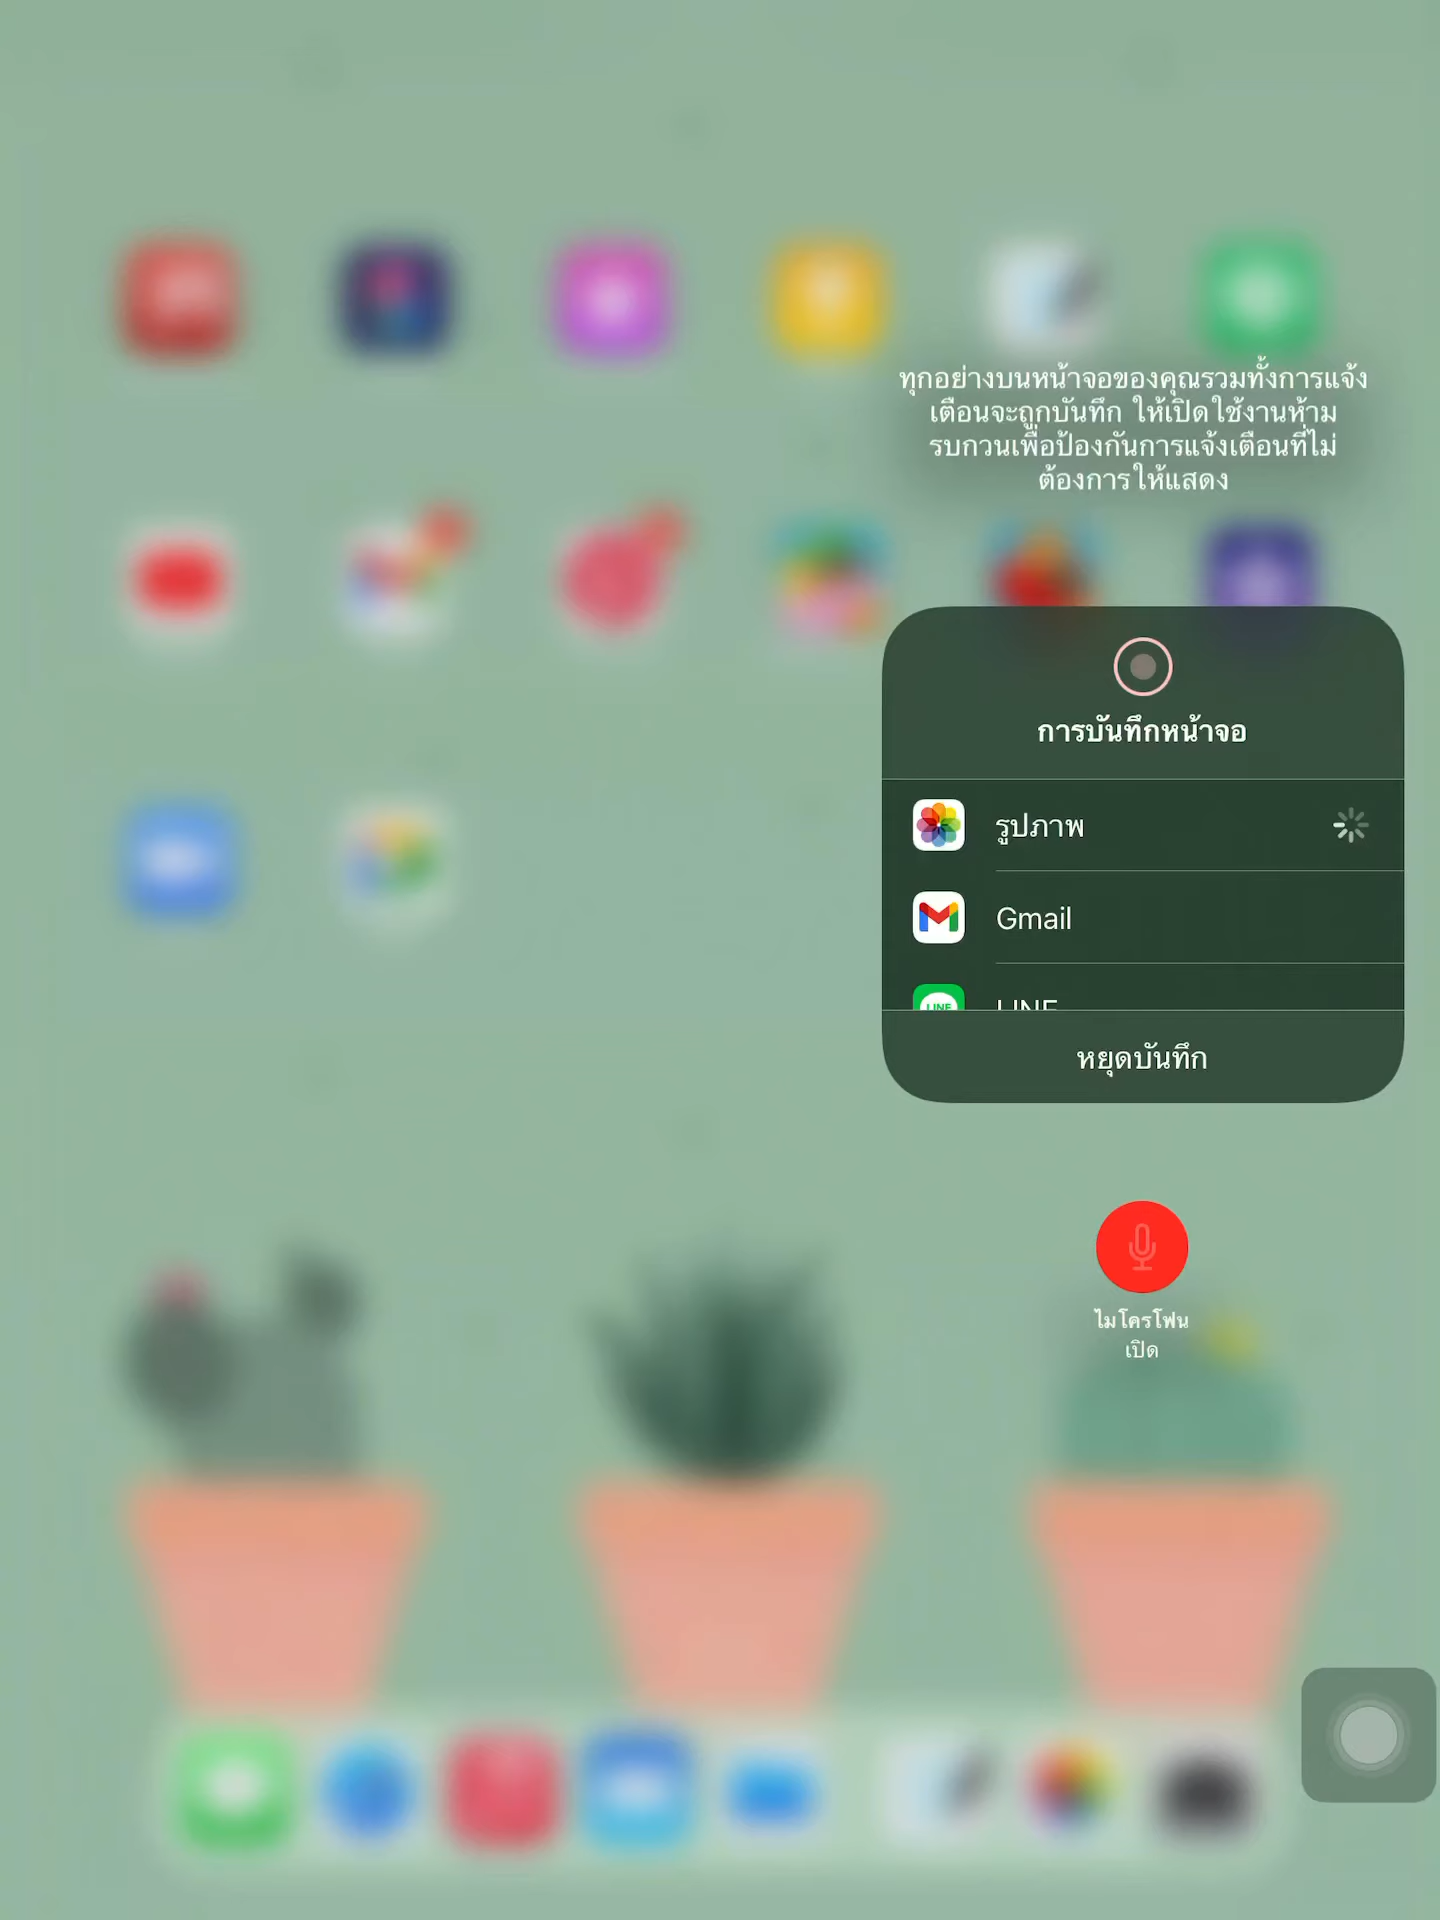 ทุกอย่างบนหน้าจอของคุณรวมทั้งการแจ้ง
เตือนจะถูกบันทึก ให้เปิดใช้งานห้าม
รบกวนเพื่อป้องกันการแจ้งเตือนที่ไม่
ต้องการให้แสดง
การบันทึกหน้าจอ
รูปภาพ
Gmail
LINE
LINE
หยุดบันทึก
ไมโครโฟน
เปิด